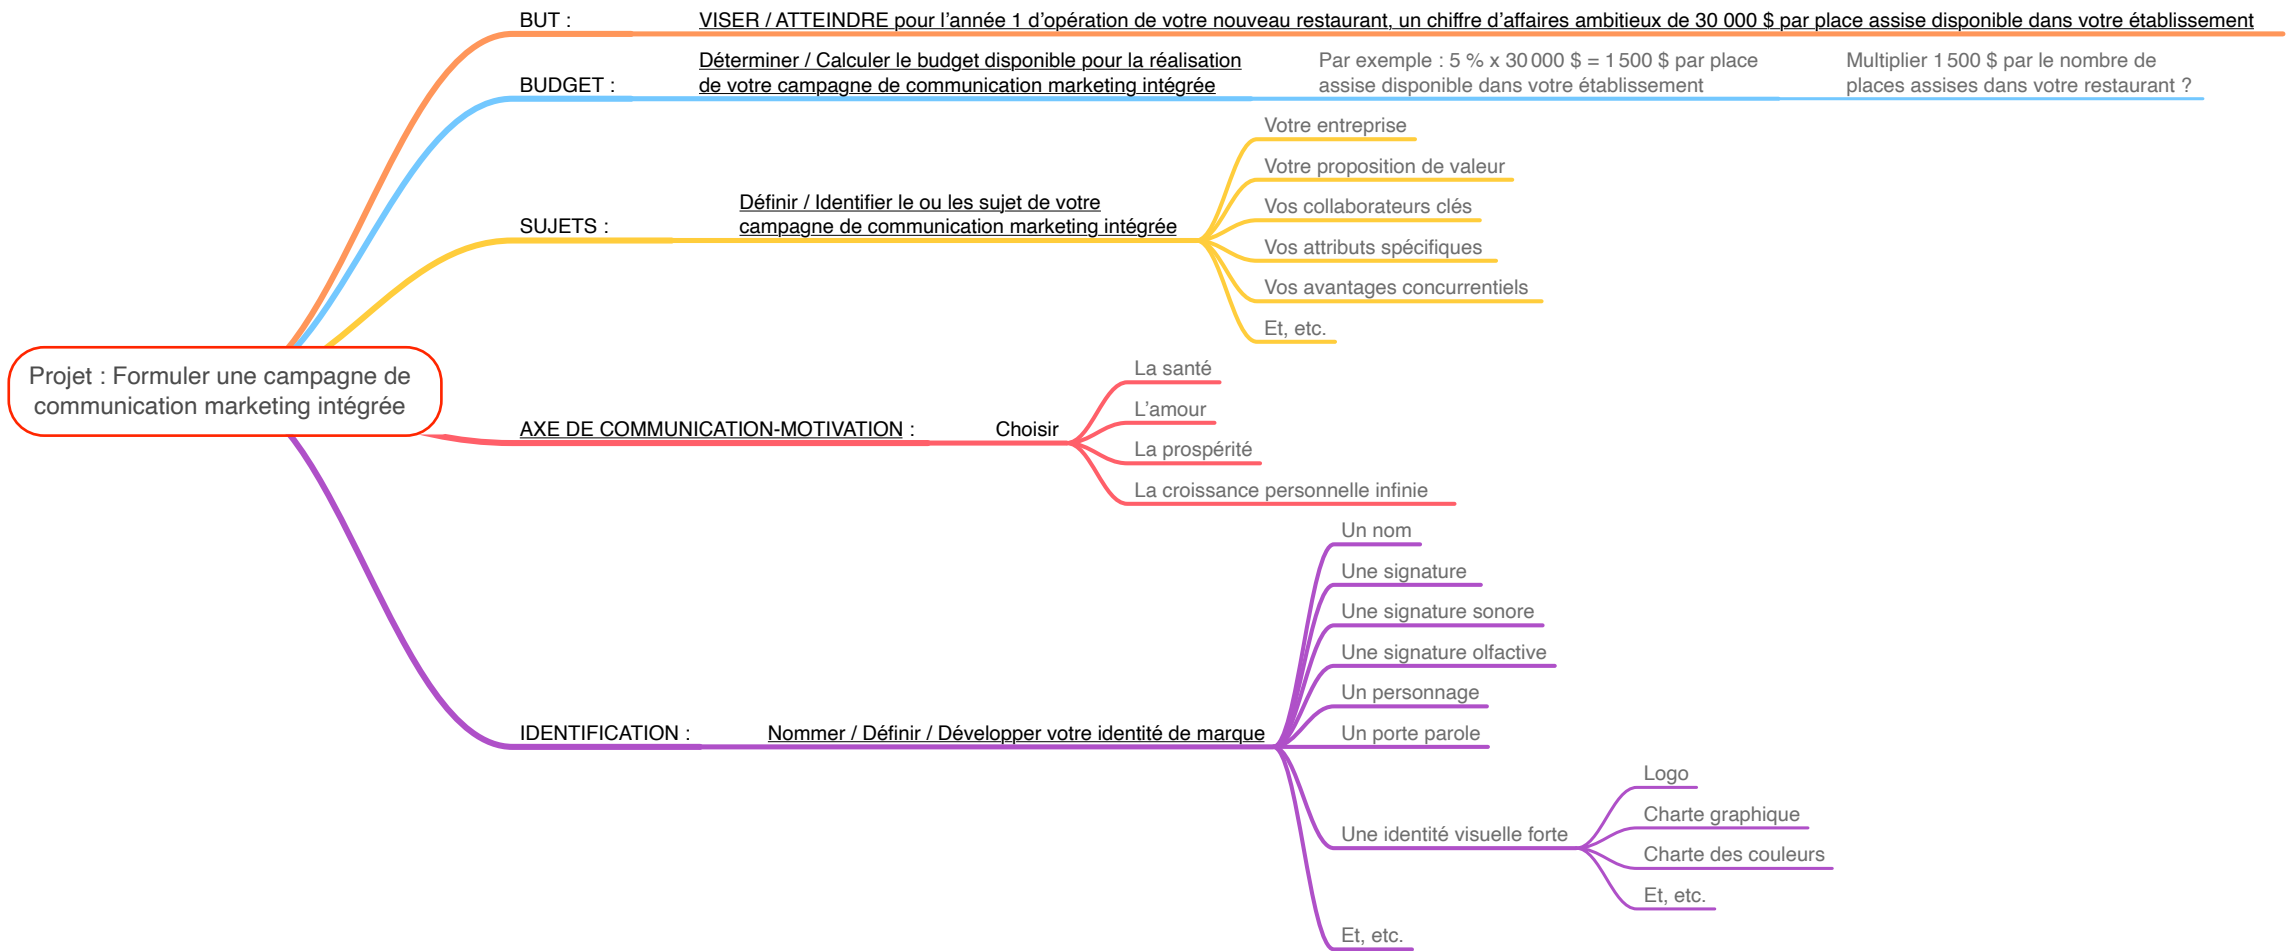 BUT :
VISER / ATTEINDRE pour l’année 1 d’opération de votre nouveau restaurant, un chiffre d’affaires ambitieux de 30 000 $ par place assise disponible dans votre établissement
BUDGET :
Déterminer / Calculer le budget disponible pour la réalisation
de votre campagne de communication marketing intégrée
Par exemple : 5 % x 30 000 $ = 1 500 $ par place
assise disponible dans votre établissement
Multiplier 1 500 $ par le nombre de
places assises dans votre restaurant ?
SUJETS :
Définir / Identifier le ou les sujet de votre
campagne de communication marketing intégrée
Votre entreprise
Votre proposition de valeur
Vos collaborateurs clés
Vos attributs spécifiques
Vos avantages concurrentiels
Et, etc.
Projet : Formuler une campagne de
communication marketing intégrée
AXE DE COMMUNICATION-MOTIVATION :
Choisir
La santé
L’amour
La prospérité
La croissance personnelle infinie
IDENTIFICATION :
Nommer / Définir / Développer votre identité de marque
Un nom
Une signature
Une signature sonore
Une signature olfactive
Un personnage
Un porte parole
Une identité visuelle forte
Logo
Charte graphique
Charte des couleurs
Et, etc.
Et, etc.